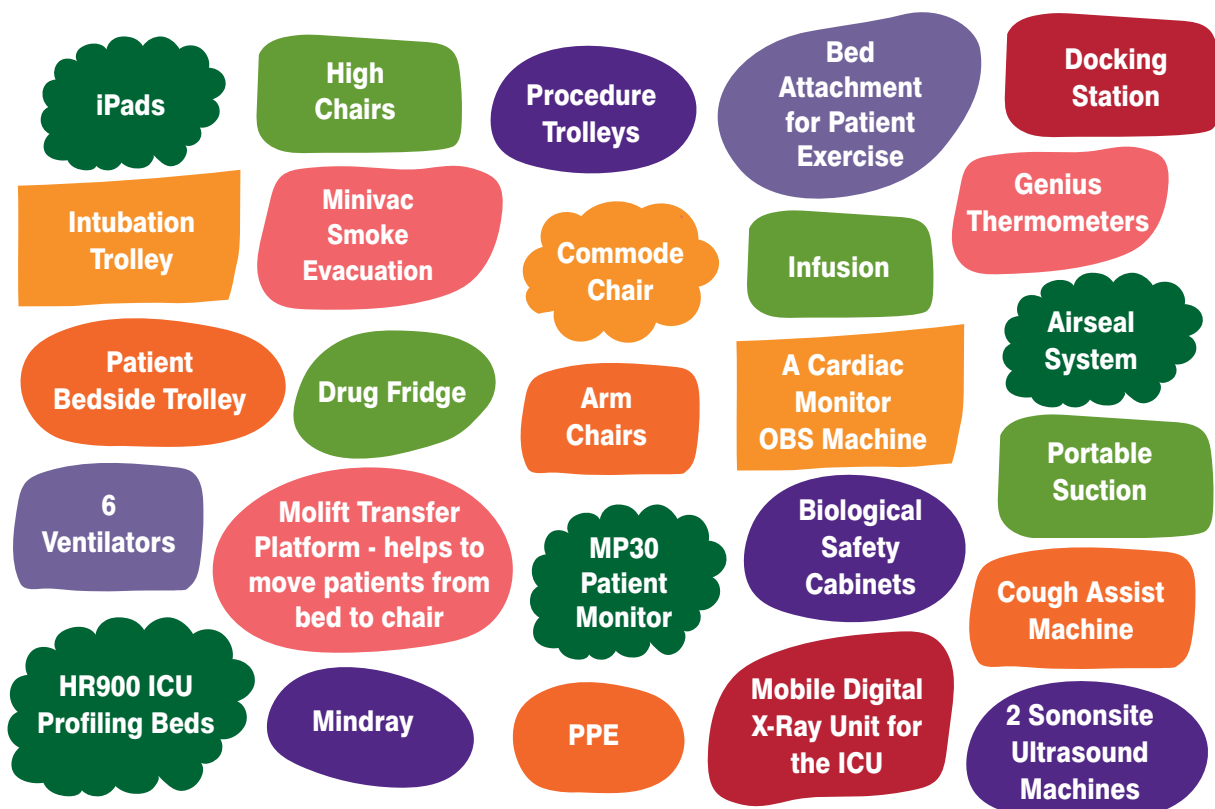 iPads
High
Chairs
Procedure
Trolleys
Bed
Attachment
for Patient
Exercise
Docking
Station
Intubation
Trolley
Minivac
Smoke
Evacuation
Commode
Chair
Infusion
Genius
Thermometers
Patient
Bedside Trolley
Drug Fridge
Arm
Chairs
A Cardiac
Monitor
OBS Machine
Airseal
System
6
Ventilators
Molift Transfer
Platform - helps to
move patients from
bed to chair
MP30
Patient
Monitor
Biological
Safety
Cabinets
Portable
Suction
Cough Assist
Machine
HR900 ICU
Profiling Beds
Mindray
PPE
Mobile Digital
X-Ray Unit for
the ICU
2 Sononsite
Ultrasound
Machines